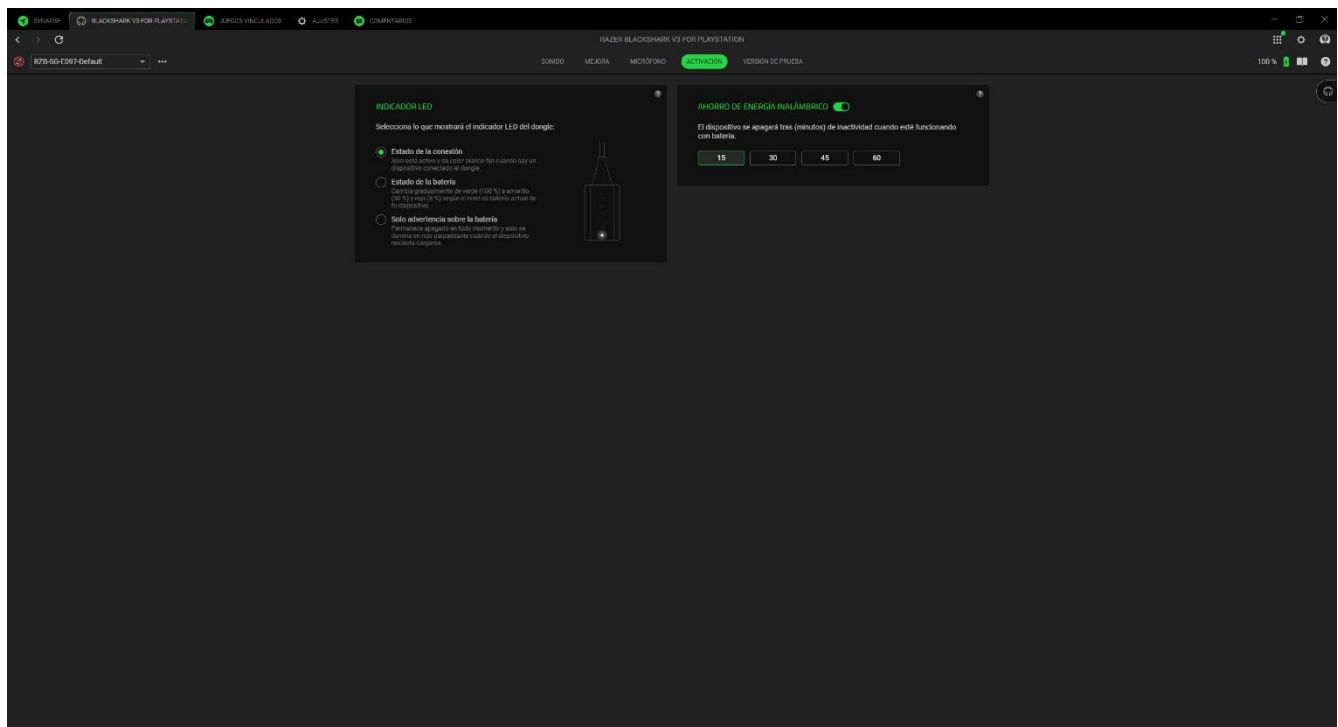 SYNAPSE
BLACKSHARK V3 FOR PLAYSTATI
JUEGOS VINCULADOS
AJUSTES
COMENTARIOS
RAZER BLACKSHARK V3 FOR PLAYSTATION
RZB-SG-E097-Default
SONIDO
MEJORA
MICRÓFONO
ACTIVACIÓN
VERSIÓN DE PRUEBA
100 %
INDICADOR LED
Selecciona lo que mostrará el indicador LED del dongle:
Estado de la conexión
Solo está activo y de color blanco fijo cuando hay un
dispositivo conectado al dongle.
Estado de la batería
Cambia gradualmente de verde (100 %) a amarillo
(50 %) y rojo (0 %) según el nivel de batería actual de
tu dispositivo.
Solo advertencia sobre la batería
Permanece apagado en todo momento y solo se
ilumina en rojo parpadeante cuando el dispositivo
necesita cargarse.
AHORRO DE ENERGÍA INALÁMBRICO
El dispositivo se apagará tras (minutos) de inactividad cuando esté funcionando
con batería.
15
30
45
60